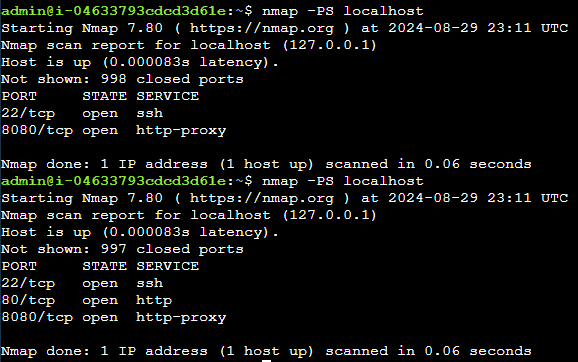 admin@i-04633793cdcd3d61e:~$ nmap -PS localhost
Starting Nmap 7.80 ( https://nmap.org ) at 2024-08-29 23:11 UTC
Nmap scan report for localhost (127.0.0.1)
Host is up (0.000083s latency).
Not shown: 998 closed ports
PORT     STATE SERVICE
22/tcp   open  ssh
8080/tcp open  http-proxy

Nmap done: 1 IP address (1 host up) scanned in 0.06 seconds
admin@i-04633793cdcd3d61e:~$ nmap -PS localhost
Starting Nmap 7.80 ( https://nmap.org ) at 2024-08-29 23:11 UTC
Nmap scan report for localhost (127.0.0.1)
Host is up (0.000083s latency).
Not shown: 997 closed ports
PORT     STATE SERVICE
22/tcp   open  ssh
80/tcp   open  http
8080/tcp open  http-proxy

Nmap done: 1 IP address (1 host up) scanned in 0.06 seconds